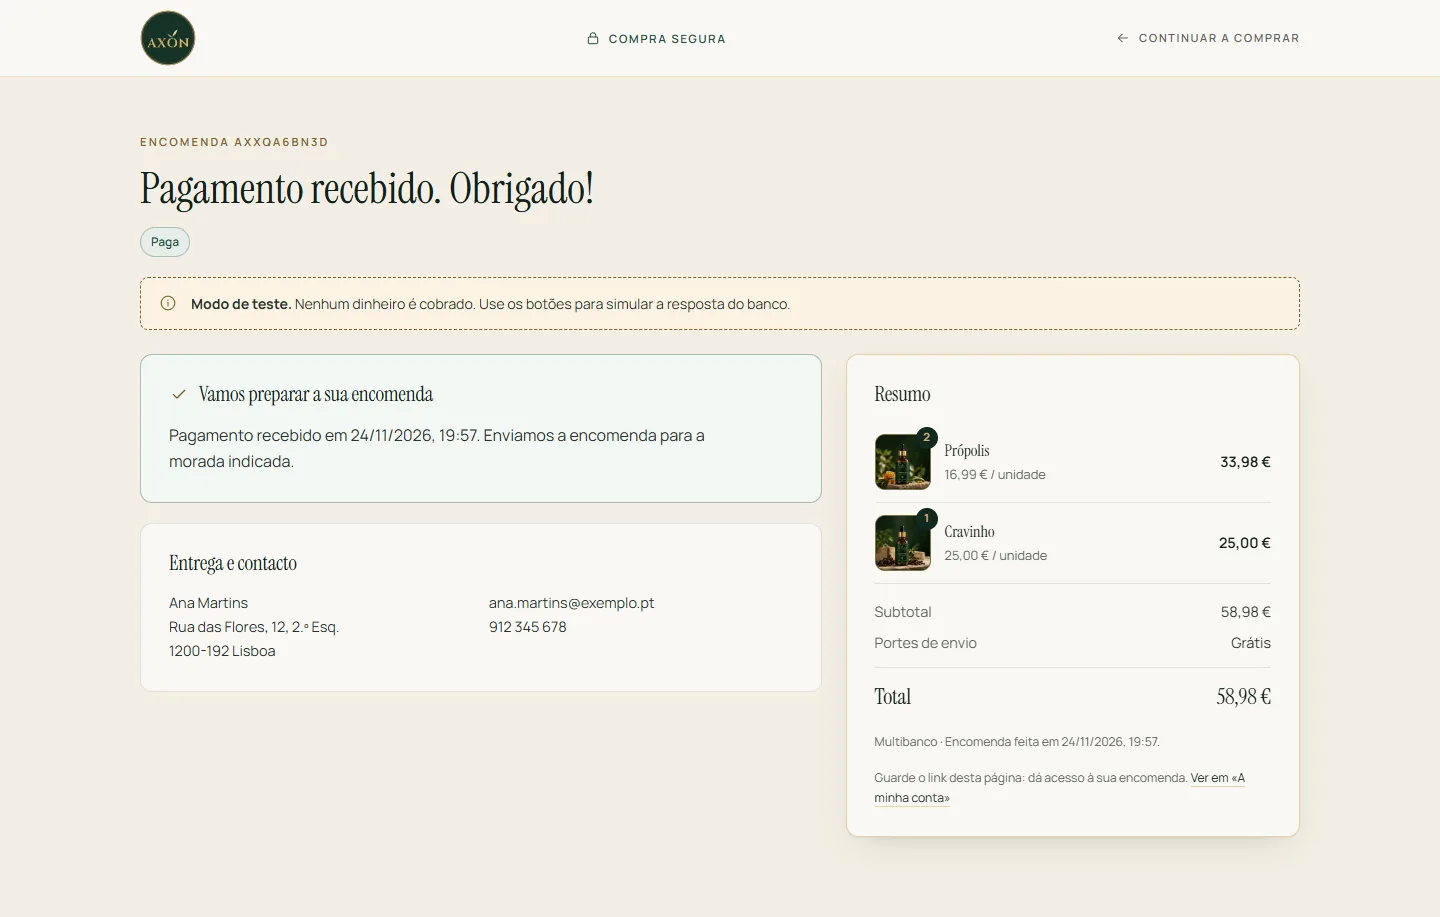 AXON
COMPRA SEGURA
CONTINUAR A COMPRAR
ENCOMENDA AXXQA6BN3D
Pagamento recebido. Obrigado!
Paga
Modo de teste. Nenhum dinheiro é cobrado. Use os botões para simular a resposta do banco.
Vamos preparar a sua encomenda
Pagamento recebido em 24/11/2026, 19:57. Enviamos a encomenda para a
morada indicada.
Entrega e contacto
Ana Martins
Rua das Flores, 12, 2.º Esq.
1200-192 Lisboa
ana.martins@exemplo.pt
912 345 678
Resumo
2
Própolis
16,99 € / unidade
33,98 €
1
Cravinho
25,00 € / unidade
25,00 €
Subtotal
58,98 €
Portes de envio
Grátis
Total
58,98 €
Multibanco · Encomenda feita em 24/11/2026, 19:57.
Guarde o link desta página: dá acesso à sua encomenda. Ver em «A
minha conta»